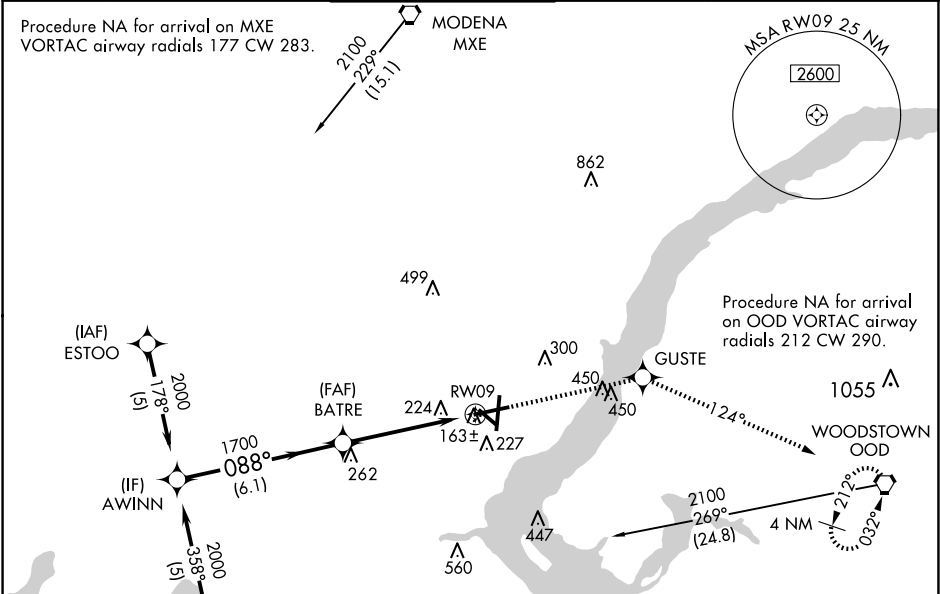 Procedure NA for arrival on MXE
VORTAC airway radials 177 CW 283.
MODENA
MXE
2100
229°
(15.1)
MSA RW09 25 NM
2600
862
499
Procedure NA for arrival
on OOD VORTAC airway
radials 212 CW 290.
(IAF)
ESTOO
2000
178°
(5)
300
GUSTE
(FAF)
BATRE
RW09
450
450
1055
224
163±
227
124°
WOODSTOWN
OOD
1700
088°
(6.1)
262
(IF)
AWINN
2100
269°
(24.8)
212°
4 NM
032°
447
560
2000
358°
(5)